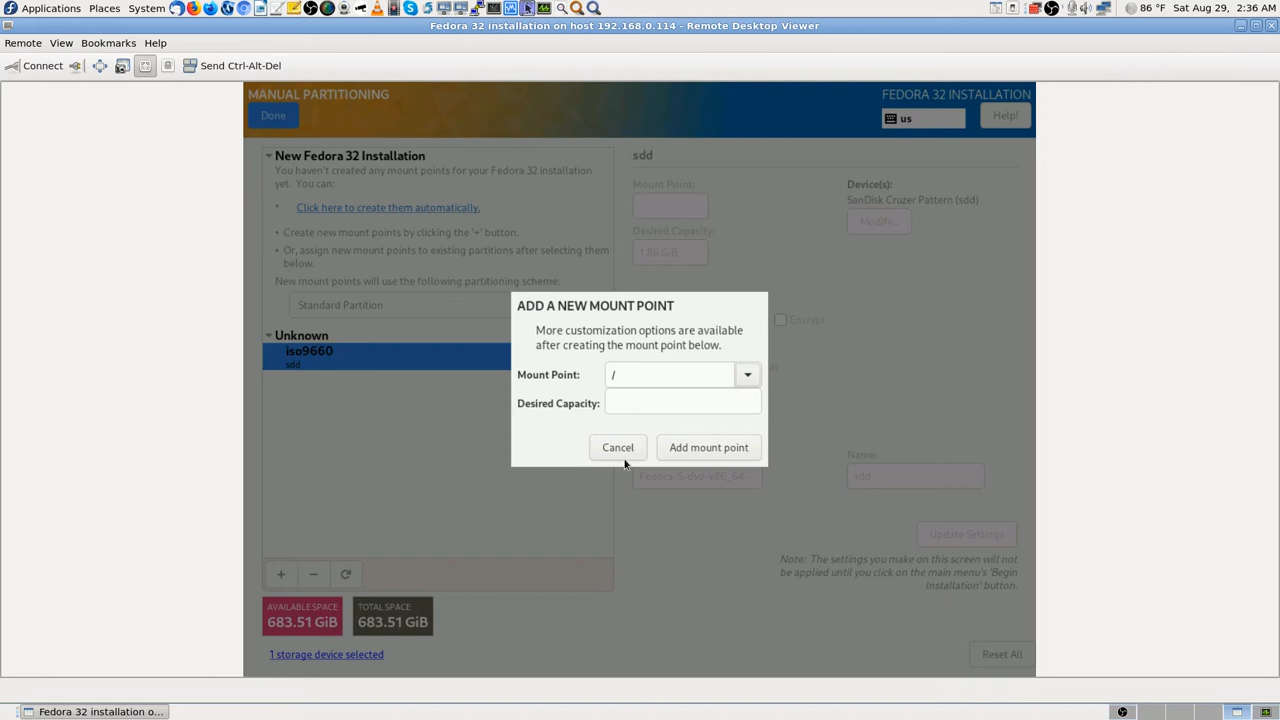 Applications Places System 86 °F Sat Aug 29, 2:36 AM
Fedora 32 installation on host 192.168.0.114 - Remote Desktop Viewer
Remote View Bookmarks Help
Connect Send Ctrl-Alt-Del
MANUAL PARTITIONING
FEDORA 32 INSTALLATION
Done
us
Help!
New Fedora 32 Installation
You haven't created any mount points for your Fedora 32 installation
yet. You can:
• Click here to create them automatically.
• Create new mount points by clicking the '+' button.
• Or, assign new mount points to existing partitions after selecting them
below.
New mount points will use the following partitioning scheme:
Standard Partition
Unknown
iso9660
sdd
+ −
AVAILABLE SPACE
683.51 GiB
TOTAL SPACE
683.51 GiB
1 storage device selected
sdd
Mount Point:
Desired Capacity:
1.86 GiB
Device(s):
SanDisk Cruzer Pattern (sdd)
Modify...
Encrypt
ADD A NEW MOUNT POINT
More customization options are available
after creating the mount point below.
Mount Point: /
Desired Capacity:
Cancel
Add mount point
Label:
Fedora-S-dvd-x86_64-
Name:
sdd
Update Settings
Note: The settings you make on this screen will not
be applied until you click on the main menu's 'Begin
Installation' button.
Reset All
Fedora 32 installation o...